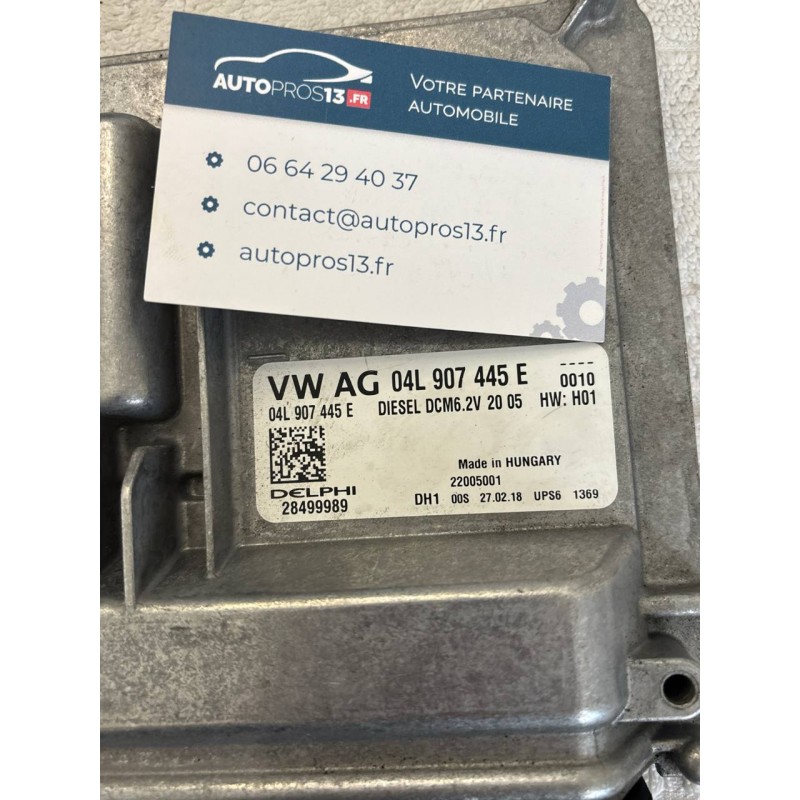 AUTOPROS13.FR
VOTRE PARTENAIRE
AUTOMOBILE
06 64 29 40 37
contact@autopros13.fr
autopros13.fr
VW AG 04L 907 445 E ----
0010
04L 907 445 E DIESEL DCM6.2V 20 05 HW: H01
Made in HUNGARY
22005001
DELPHI
28499989 DH1 00S 27.02.18 UPS6 1369